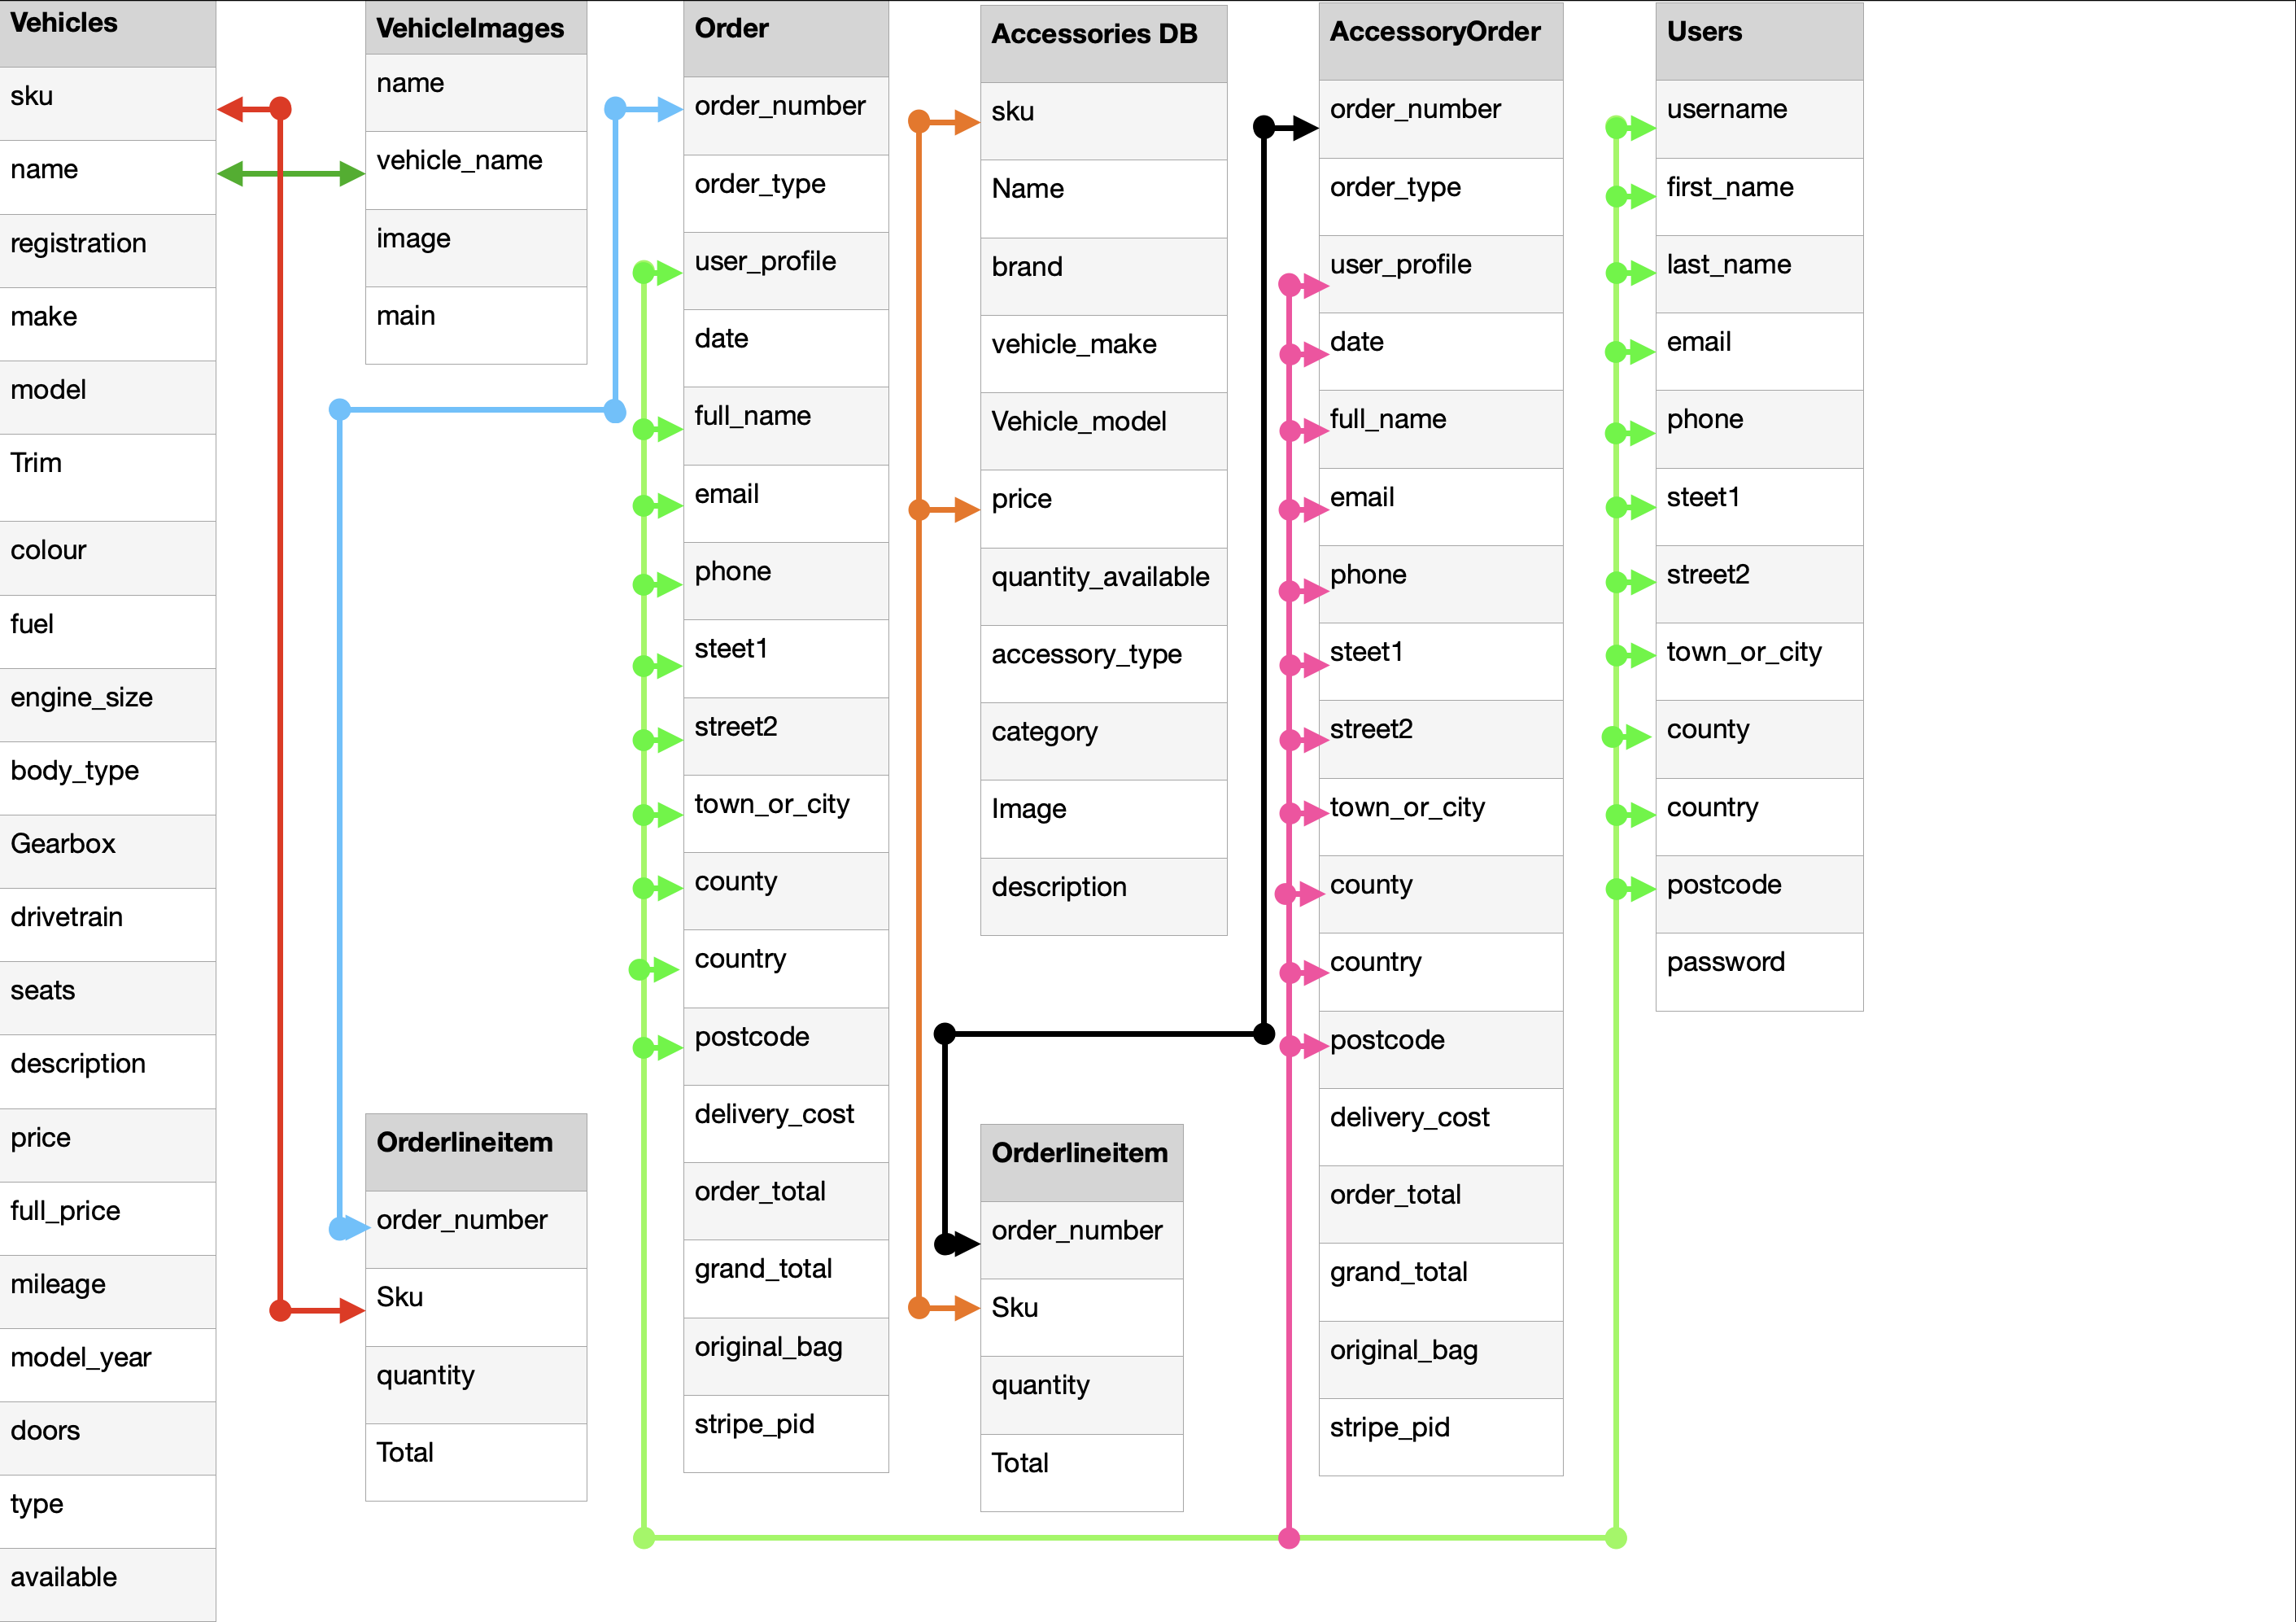 Vehicles
sku
name
registration
make
model
Trim
colour
fuel
engine_size
body_type
Gearbox
drivetrain
seats
description
price
full_price
mileage
model_year
doors
type
available
VehicleImages
name
vehicle_name
image
main
Orderlineitem
order_number
Sku
quantity
Total
Order
order_number
order_type
user_profile
date
full_name
email
phone
steet1
street2
town_or_city
county
country
postcode
delivery_cost
order_total
grand_total
original_bag
stripe_pid
Accessories DB
sku
Name
brand
vehicle_make
Vehicle_model
price
quantity_available
accessory_type
category
Image
description
Orderlineitem
order_number
Sku
quantity
Total
AccessoryOrder
order_number
order_type
user_profile
date
full_name
email
phone
steet1
street2
town_or_city
county
country
postcode
delivery_cost
order_total
grand_total
original_bag
stripe_pid
Users
username
first_name
last_name
email
phone
steet1
street2
town_or_city
county
country
postcode
password